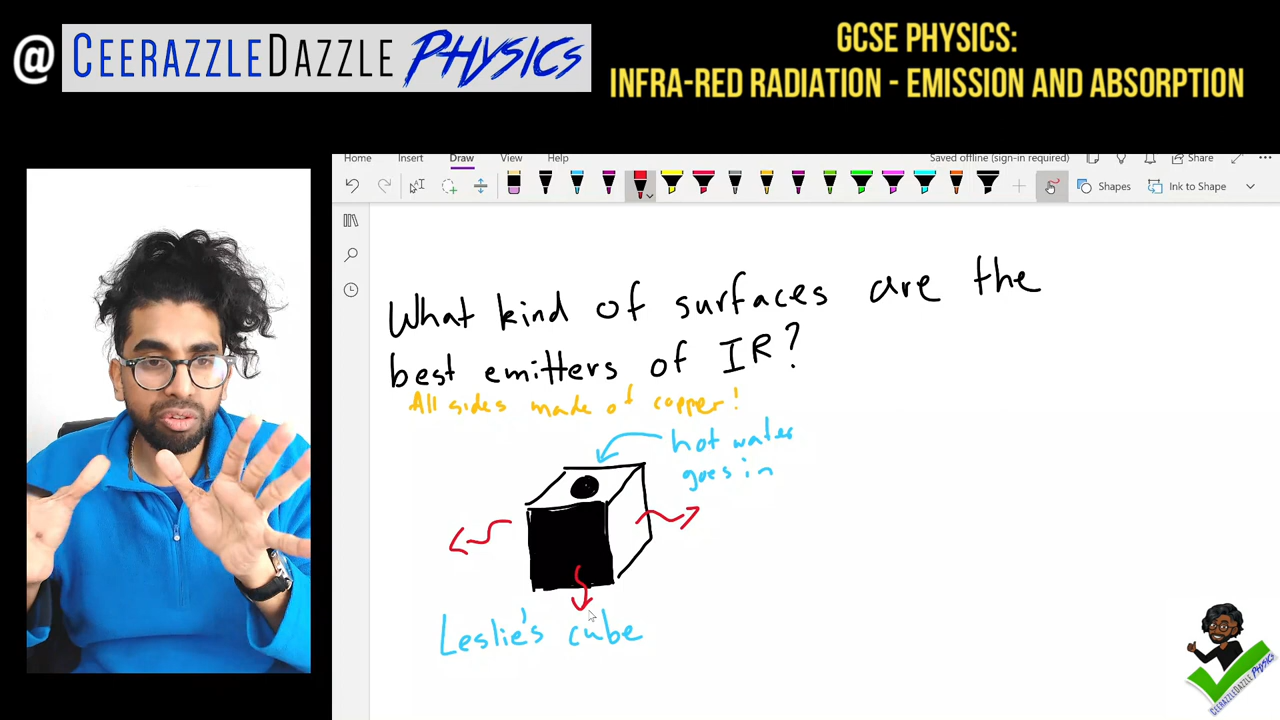 @ CEERAZZLEDAZZLE PHYSICS
GCSE PHYSICS:
INFRA-RED RADIATION - EMISSION AND ABSORPTION
Home Insert Draw View Help Saved offline (sign-in required) Share
Shapes Ink to Shape
What kind of surfaces are the
best emitters of IR?
All sides made of copper!
hot water
goes in
Leslie's cube
CEERAZZLEDAZZLE PHYSICS